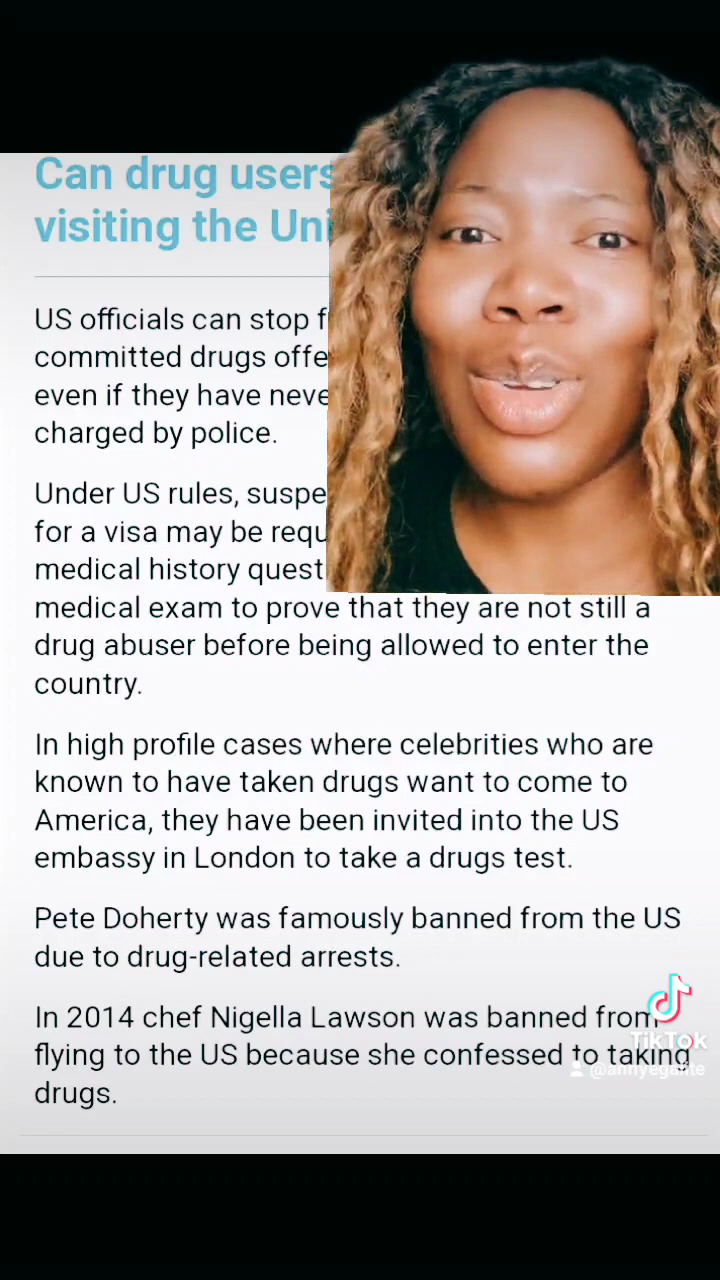 Can drug users
visiting the Uni
US officials can stop f
committed drugs offe
even if they have neve
charged by police.
Under US rules, suspe
for a visa may be requ
medical history quest
medical exam to prove that they are not still a
drug abuser before being allowed to enter the
country.
In high profile cases where celebrities who are
known to have taken drugs want to come to
America, they have been invited into the US
embassy in London to take a drugs test.
Pete Doherty was famously banned from the US
due to drug-related arrests.
In 2014 chef Nigella Lawson was banned from
flying to the US because she confessed to taking
drugs.
TikTok